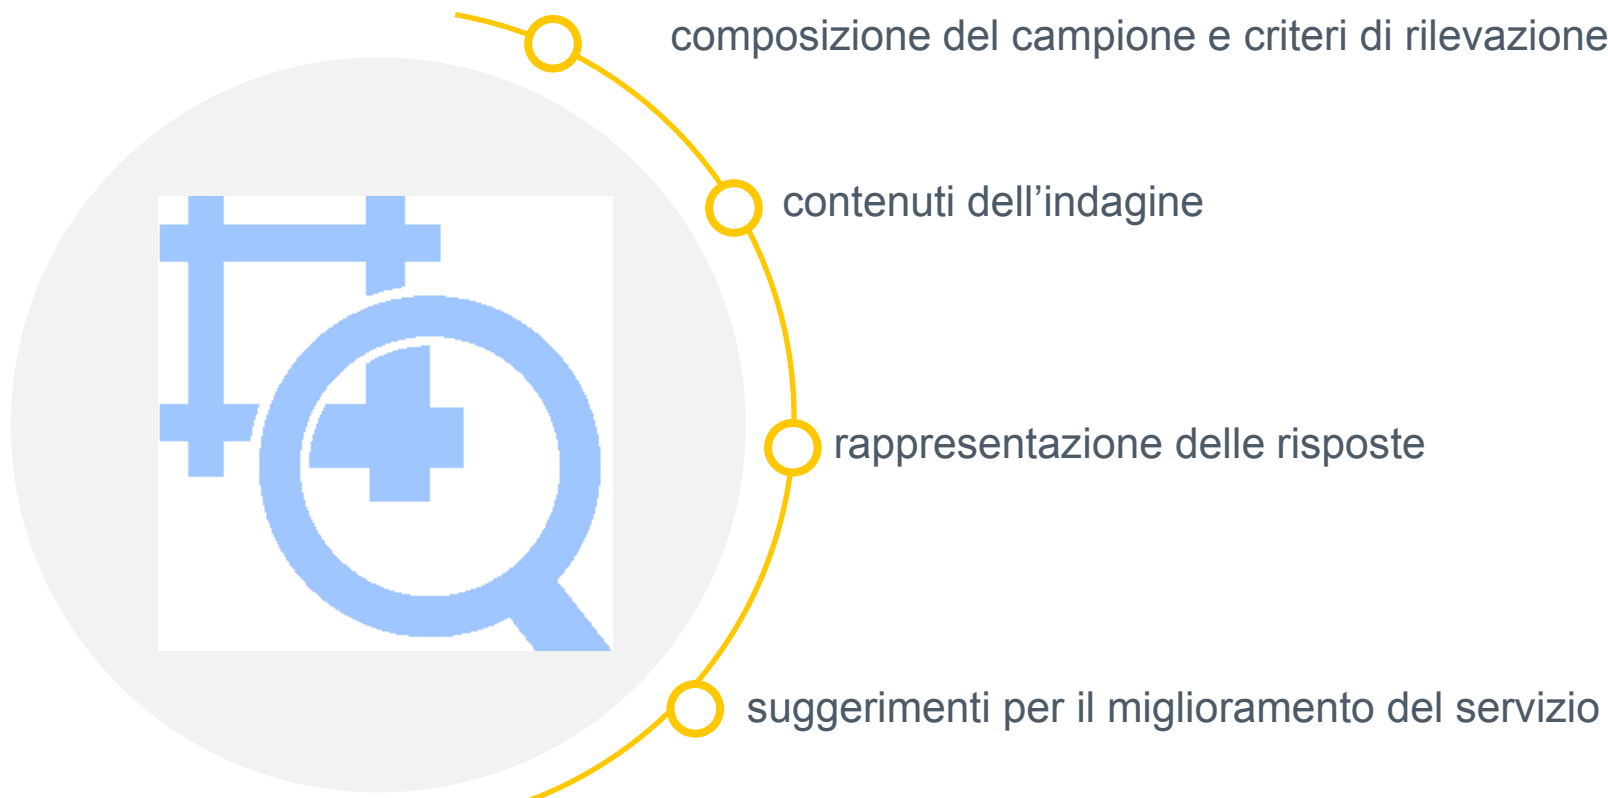 composizione del campione e criteri di rilevazione
contenuti dell’indagine
rappresentazione delle risposte
suggerimenti per il miglioramento del servizio